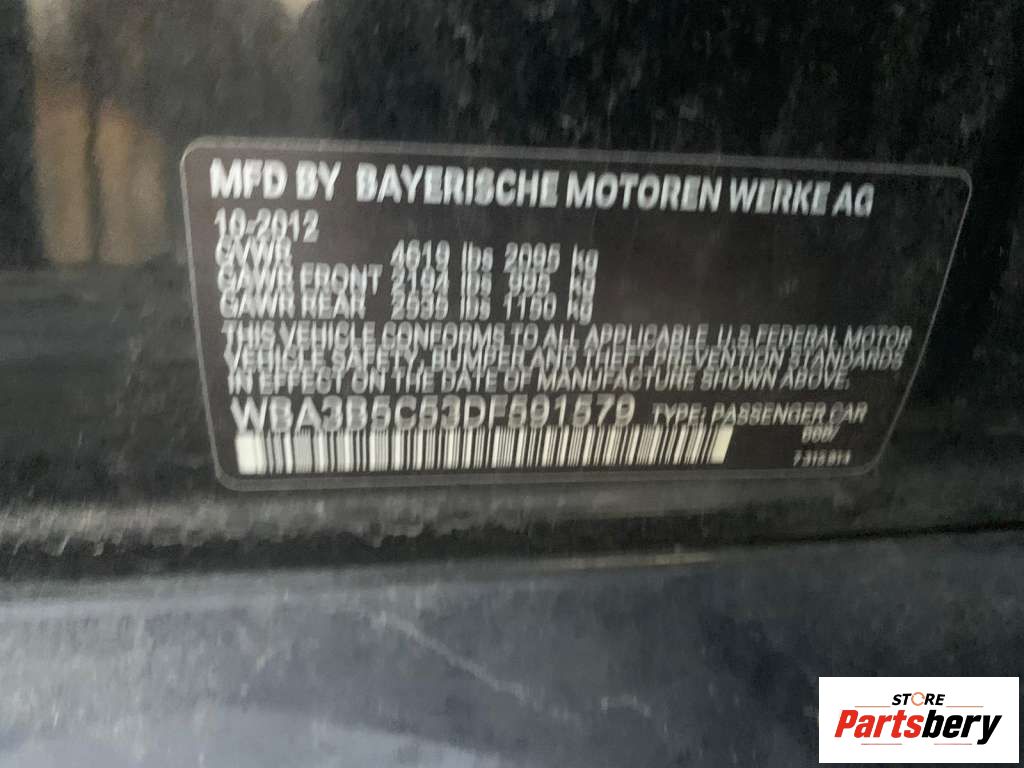 MFD BY BAYERISCHE MOTOREN WERKE AG
10-2012
GVWR 4619 lbs 2095 kg
GAWR FRONT 2194 lbs 995 kg
GAWR REAR 2535 lbs 1150 kg
THIS VEHICLE CONFORMS TO ALL APPLICABLE, U.S. FEDERAL MOTOR
VEHICLE SAFETY, BUMPER AND THEFT PREVENTION STANDARDS
IN EFFECT ON THE DATE OF MANUFACTURE SHOWN ABOVE.
WBA3B5C53DF591579 TYPE: PASSENGER CAR
STORE
Partsbery